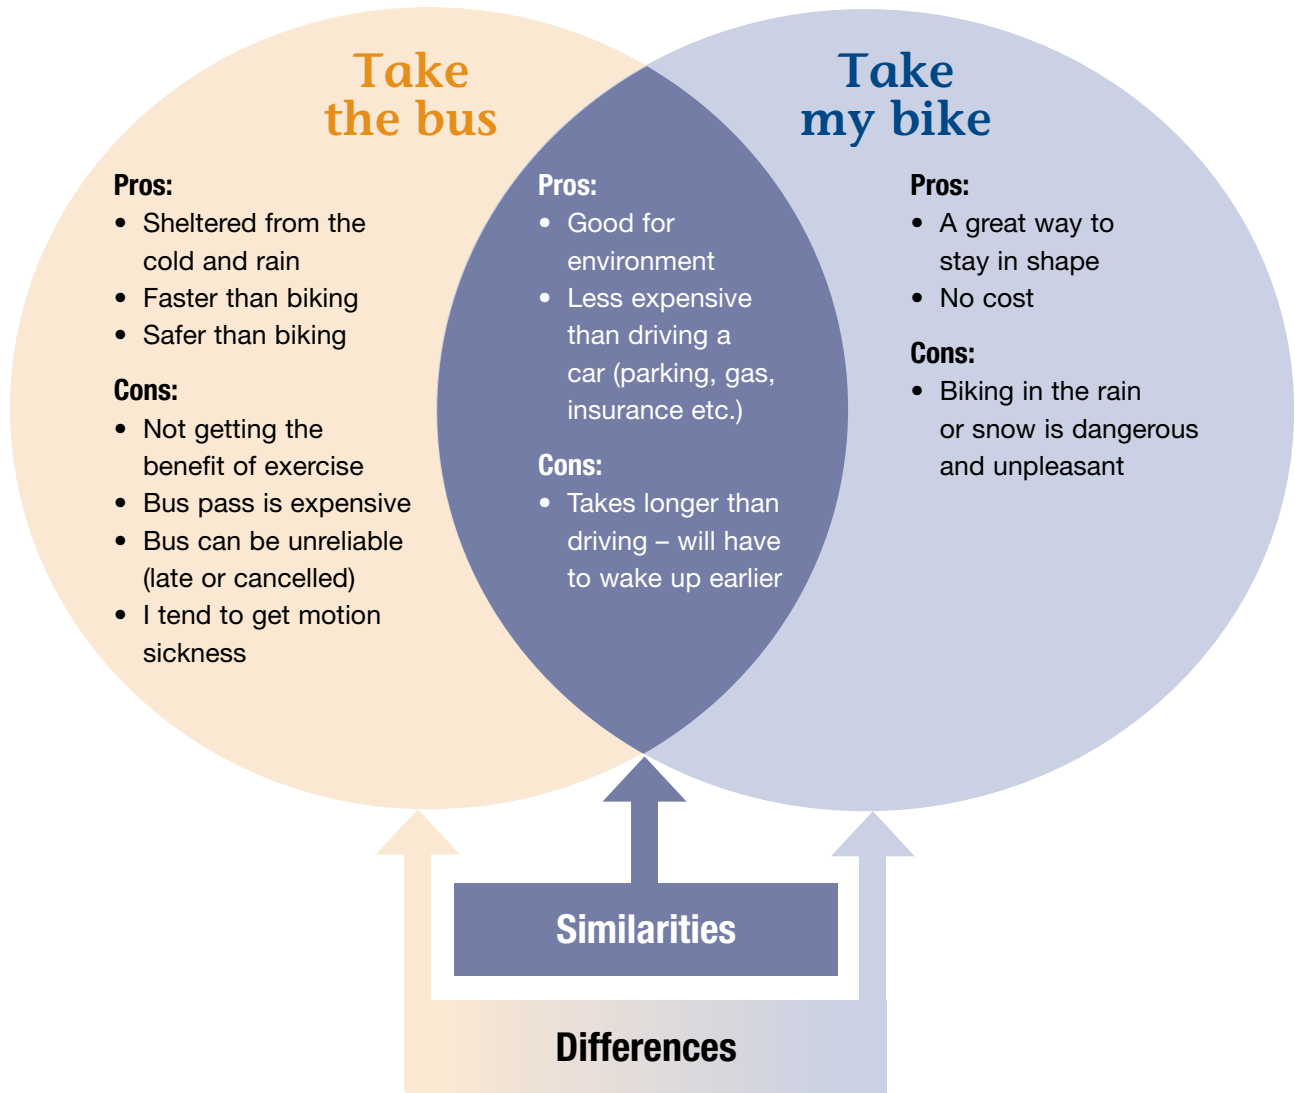 Take
the bus
Pros:
• Sheltered from the
cold and rain
• Faster than biking
• Safer than biking
Cons:
• Not getting the
benefit of exercise
• Bus pass is expensive
• Bus can be unreliable
(late or cancelled)
• I tend to get motion
sickness
Pros:
• Good for
environment
• Less expensive
than driving a
car (parking, gas,
insurance etc.)
Cons:
• Takes longer than
driving – will have
to wake up earlier
Take
my bike
Pros:
• A great way to
stay in shape
• No cost
Cons:
• Biking in the rain
or snow is dangerous
and unpleasant
Similarities
Differences